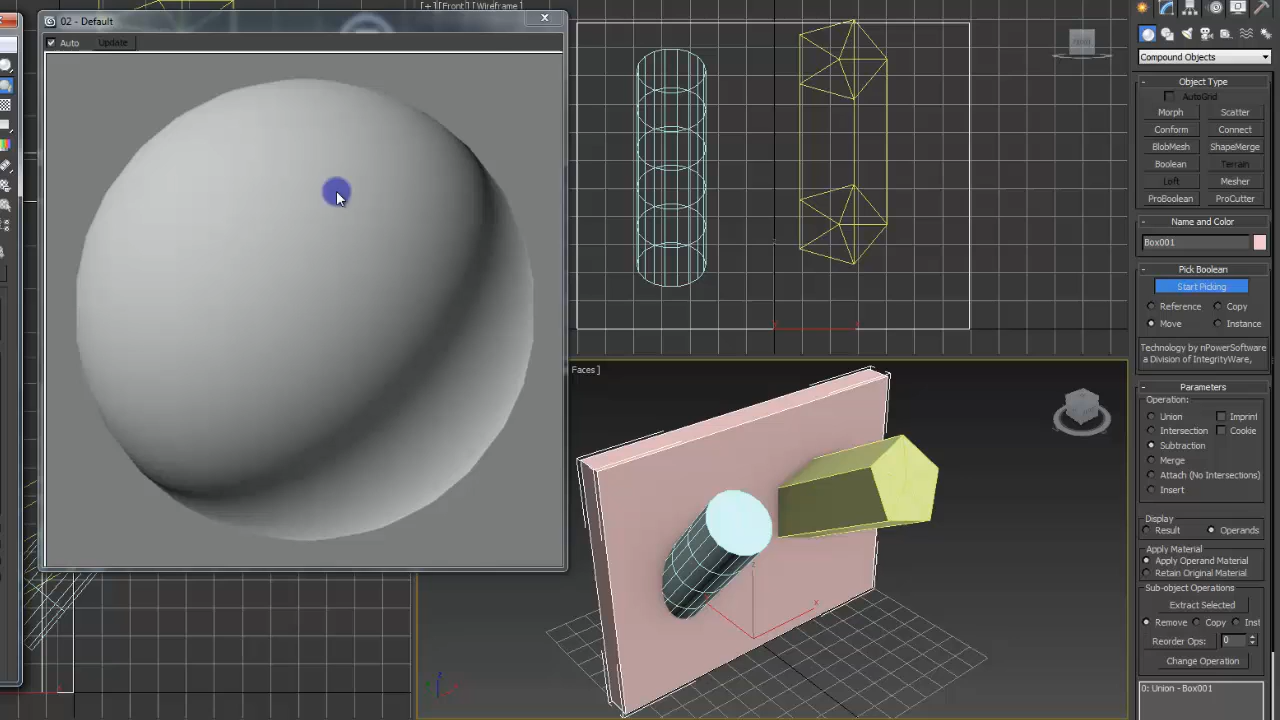 02 - Default
Auto
Update
[+][Front][Wireframe]
Faces ]
Compound Objects
Object Type
AutoGrid
Morph
Scatter
Conform
Connect
BlobMesh
ShapeMerge
Boolean
Terrain
Loft
Mesher
ProBoolean
ProCutter
Name and Color
Box001
Pick Boolean
Start Picking
Reference
Copy
Move
Instance
Technology by nPowerSoftware
a Division of IntegrityWare,
Parameters
Operation:
Union
Imprint
Intersection
Cookie
Subtraction
Merge
Attach (No Intersections)
Insert
Display
Result
Operands
Apply Material
Apply Operand Material
Retain Original Material
Sub-object Operations
Extract Selected
Remove
Copy
Inst
Reorder Ops:
0
Change Operation
0: Union - Box001